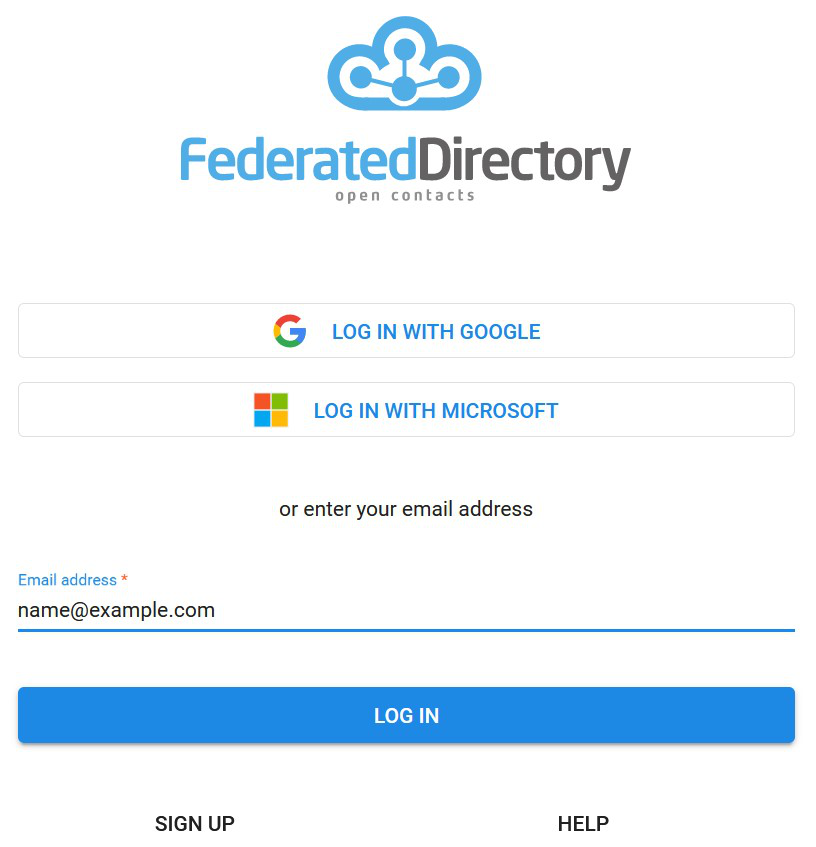 FederatedDirectory
open contacts
LOG IN WITH GOOGLE
LOG IN WITH MICROSOFT
or enter your email address
Email address *
name@example.com
LOG IN
SIGN UP HELP